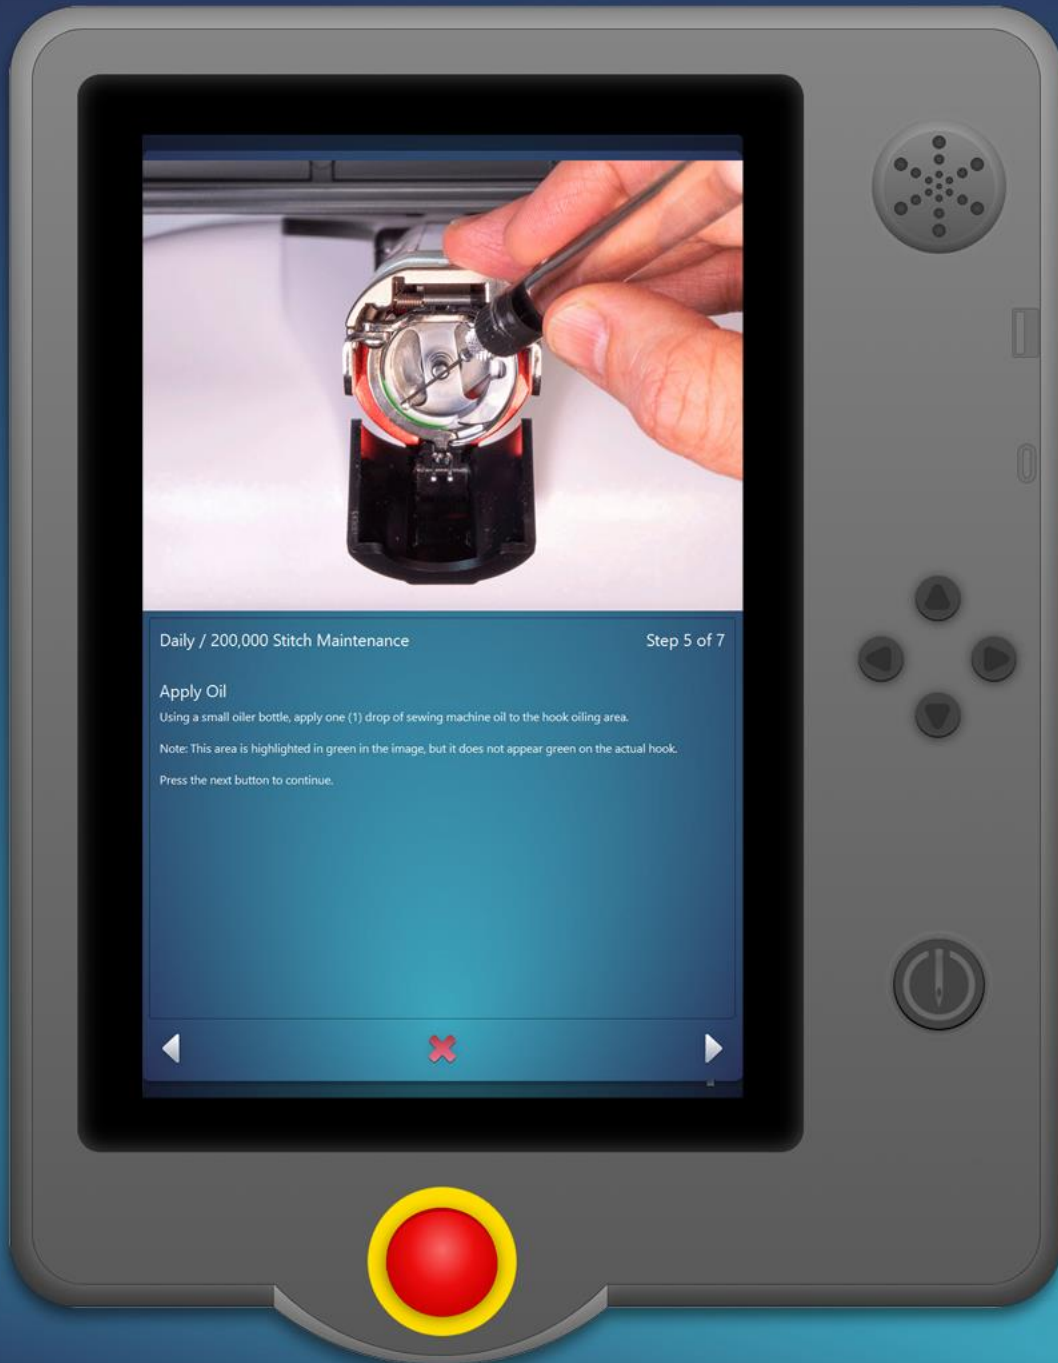 Daily / 200,000 Stitch Maintenance
Step 5 of 7
Apply Oil
Using a small oiler bottle, apply one (1) drop of sewing machine oil to the hook oiling area.
Note: This area is highlighted in green in the image, but it does not appear green on the actual hook.
Press the next button to continue.